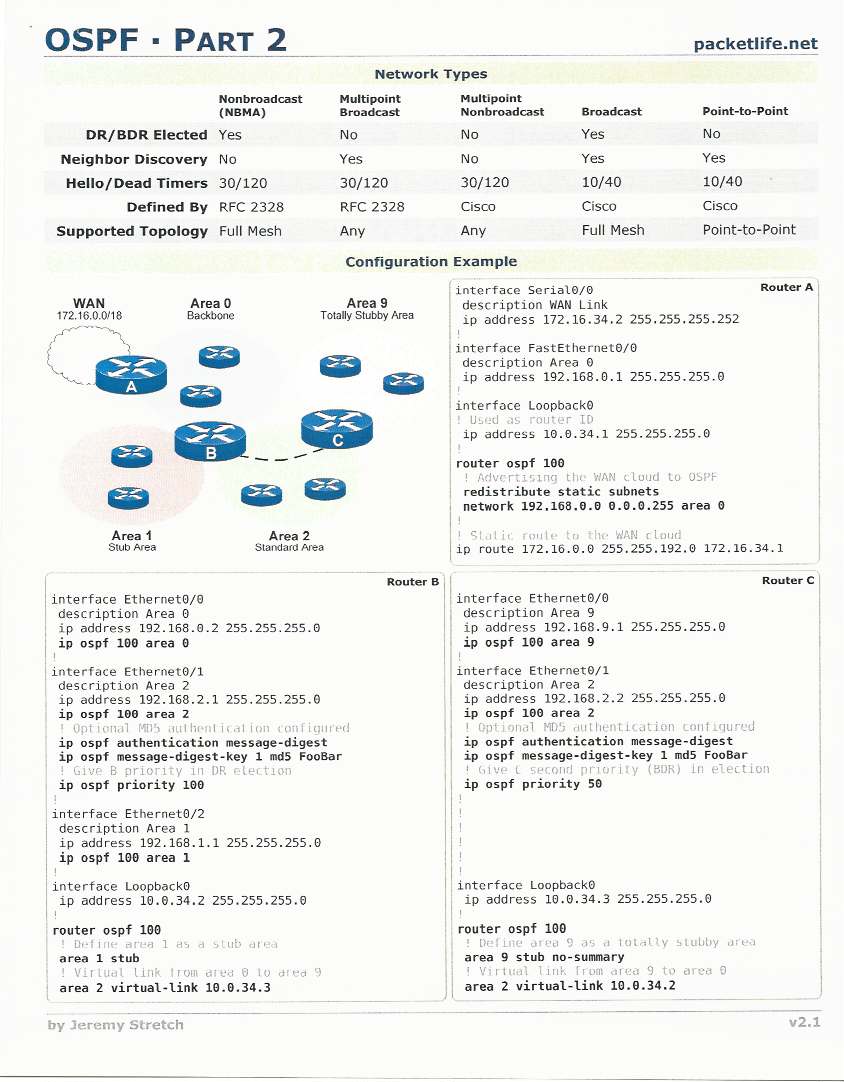 OSPF · PART 2
packetlife.net
Network Types
Nonbroadcast (NBMA) Multipoint Broadcast Multipoint Nonbroadcast Broadcast Point-to-Point
DR/BDR Elected Yes No No Yes No
Neighbor Discovery No Yes No Yes Yes
Hello/Dead Timers 30/120 30/120 30/120 10/40 10/40
Defined By RFC 2328 RFC 2328 Cisco Cisco Cisco
Supported Topology Full Mesh Any Any Full Mesh Point-to-Point
Configuration Example
WAN
172.16.0.0/18
Area 0
Backbone
Area 9
Totally Stubby Area
A
B
C
Area 1
Stub Area
Area 2
Standard Area
Router A
interface Serial0/0
 description WAN Link
 ip address 172.16.34.2 255.255.255.252
!
interface FastEthernet0/0
 description Area 0
 ip address 192.168.0.1 255.255.255.0
!
interface Loopback0
! Used as router ID
 ip address 10.0.34.1 255.255.255.0
!
router ospf 100
 ! Advertising the WAN cloud to OSPF
 redistribute static subnets
 network 192.168.0.0 0.0.0.255 area 0
!
 ! Static route to the WAN cloud
ip route 172.16.0.0 255.255.192.0 172.16.34.1
Router B
interface Ethernet0/0
 description Area 0
 ip address 192.168.0.2 255.255.255.0
 ip ospf 100 area 0
!
interface Ethernet0/1
 description Area 2
 ip address 192.168.2.1 255.255.255.0
 ip ospf 100 area 2
 ! Optional MD5 authentication configured
 ip ospf authentication message-digest
 ip ospf message-digest-key 1 md5 FooBar
 ! Give B priority in DR election
 ip ospf priority 100
!
interface Ethernet0/2
 description Area 1
 ip address 192.168.1.1 255.255.255.0
 ip ospf 100 area 1
!
interface Loopback0
 ip address 10.0.34.2 255.255.255.0
!
router ospf 100
 ! Define area 1 as a stub area
 area 1 stub
 ! Virtual link from area 0 to area 9
 area 2 virtual-link 10.0.34.3
Router C
interface Ethernet0/0
 description Area 9
 ip address 192.168.9.1 255.255.255.0
 ip ospf 100 area 9
!
interface Ethernet0/1
 description Area 2
 ip address 192.168.2.2 255.255.255.0
 ip ospf 100 area 2
 ! Optional MD5 authentication configured
 ip ospf authentication message-digest
 ip ospf message-digest-key 1 md5 FooBar
 ! Give C second priority (BDR) in election
 ip ospf priority 50
!
!
!
!
!
!
interface Loopback0
 ip address 10.0.34.3 255.255.255.0
!
router ospf 100
 ! Define area 9 as a totally stubby area
 area 9 stub no-summary
 ! Virtual link from area 9 to area 0
 area 2 virtual-link 10.0.34.2
by Jeremy Stretch
v2.1